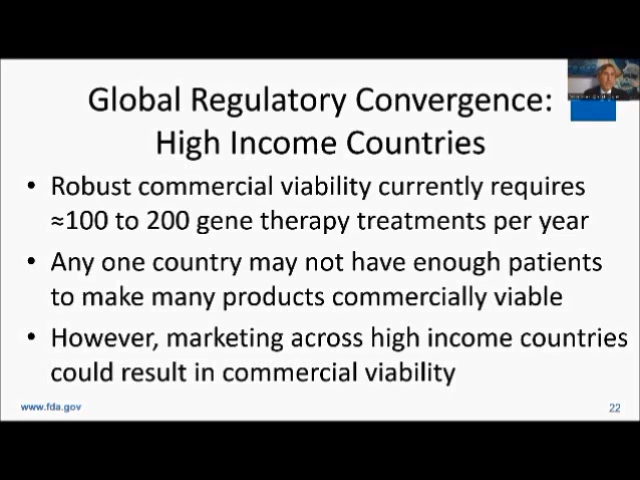 Global Regulatory Convergence:
High Income Countries
• Robust commercial viability currently requires
≈100 to 200 gene therapy treatments per year
• Any one country may not have enough patients
to make many products commercially viable
• However, marketing across high income countries
could result in commercial viability
www.fda.gov
22